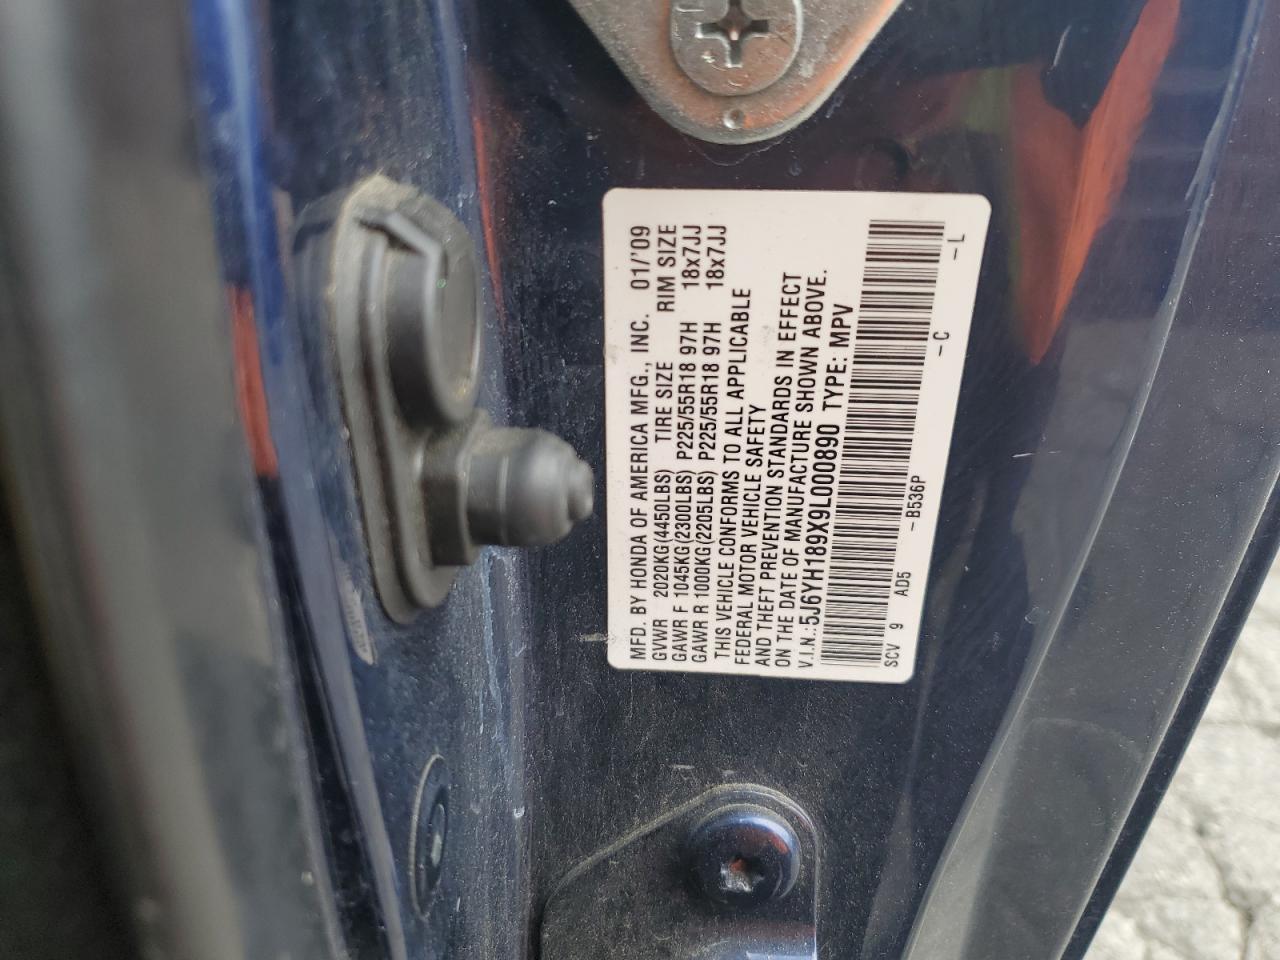 MFD. BY HONDA OF AMERICA MFG., INC. 01/'09
GVWR 2020KG(4450LBS) TIRE SIZE RIM SIZE
GAWR F 1045KG(2300LBS) P225/55R18 97H 18x7JJ
GAWR R 1000KG(2205LBS) P225/55R18 97H 18x7JJ
THIS VEHICLE CONFORMS TO ALL APPLICABLE
FEDERAL MOTOR VEHICLE SAFETY
AND THEFT PREVENTION STANDARDS IN EFFECT
ON THE DATE OF MANUFACTURE SHOWN ABOVE.
V.I.N.:5J6YH189X9L000890 TYPE: MPV
SCV 9 AD5 -B536P -C -L